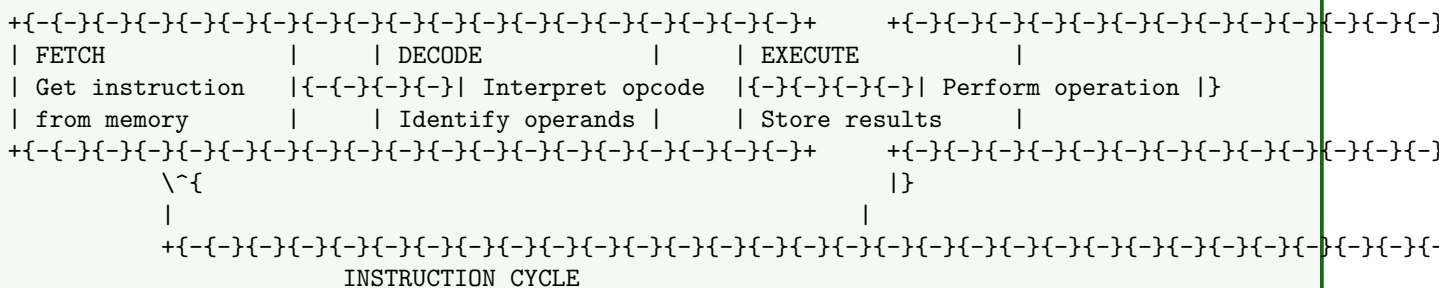 +{-{-}{-}{-}{-}{-}{-}{-}{-}{-}{-}{-}{-}{-}{-}{-}{-}{-}+ +{-}{-}{-}{-}{-}{-}{-}{-}{-}{-}{-}{-}{-}
| FETCH | | DECODE | | EXECUTE |
| Get instruction |{-{-}{-}{-}| Interpret opcode |{-}{-}{-}{-}| Perform operation |}
| from memory | | Identify operands | | Store results |
+{-{-}{-}{-}{-}{-}{-}{-}{-}{-}{-}{-}{-}{-}{-}{-}{-}{-}+ +{-}{-}{-}{-}{-}{-}{-}{-}{-}{-}{-}{-}{-}
\^{ |}
| |
+{-{-}{-}{-}{-}{-}{-}{-}{-}{-}{-}{-}{-}{-}{-}{-}{-}{-}{-}{-}{-}{-}{-}{-}{-}{-}{-}{-}{-}{-
INSTRUCTION CYCLE